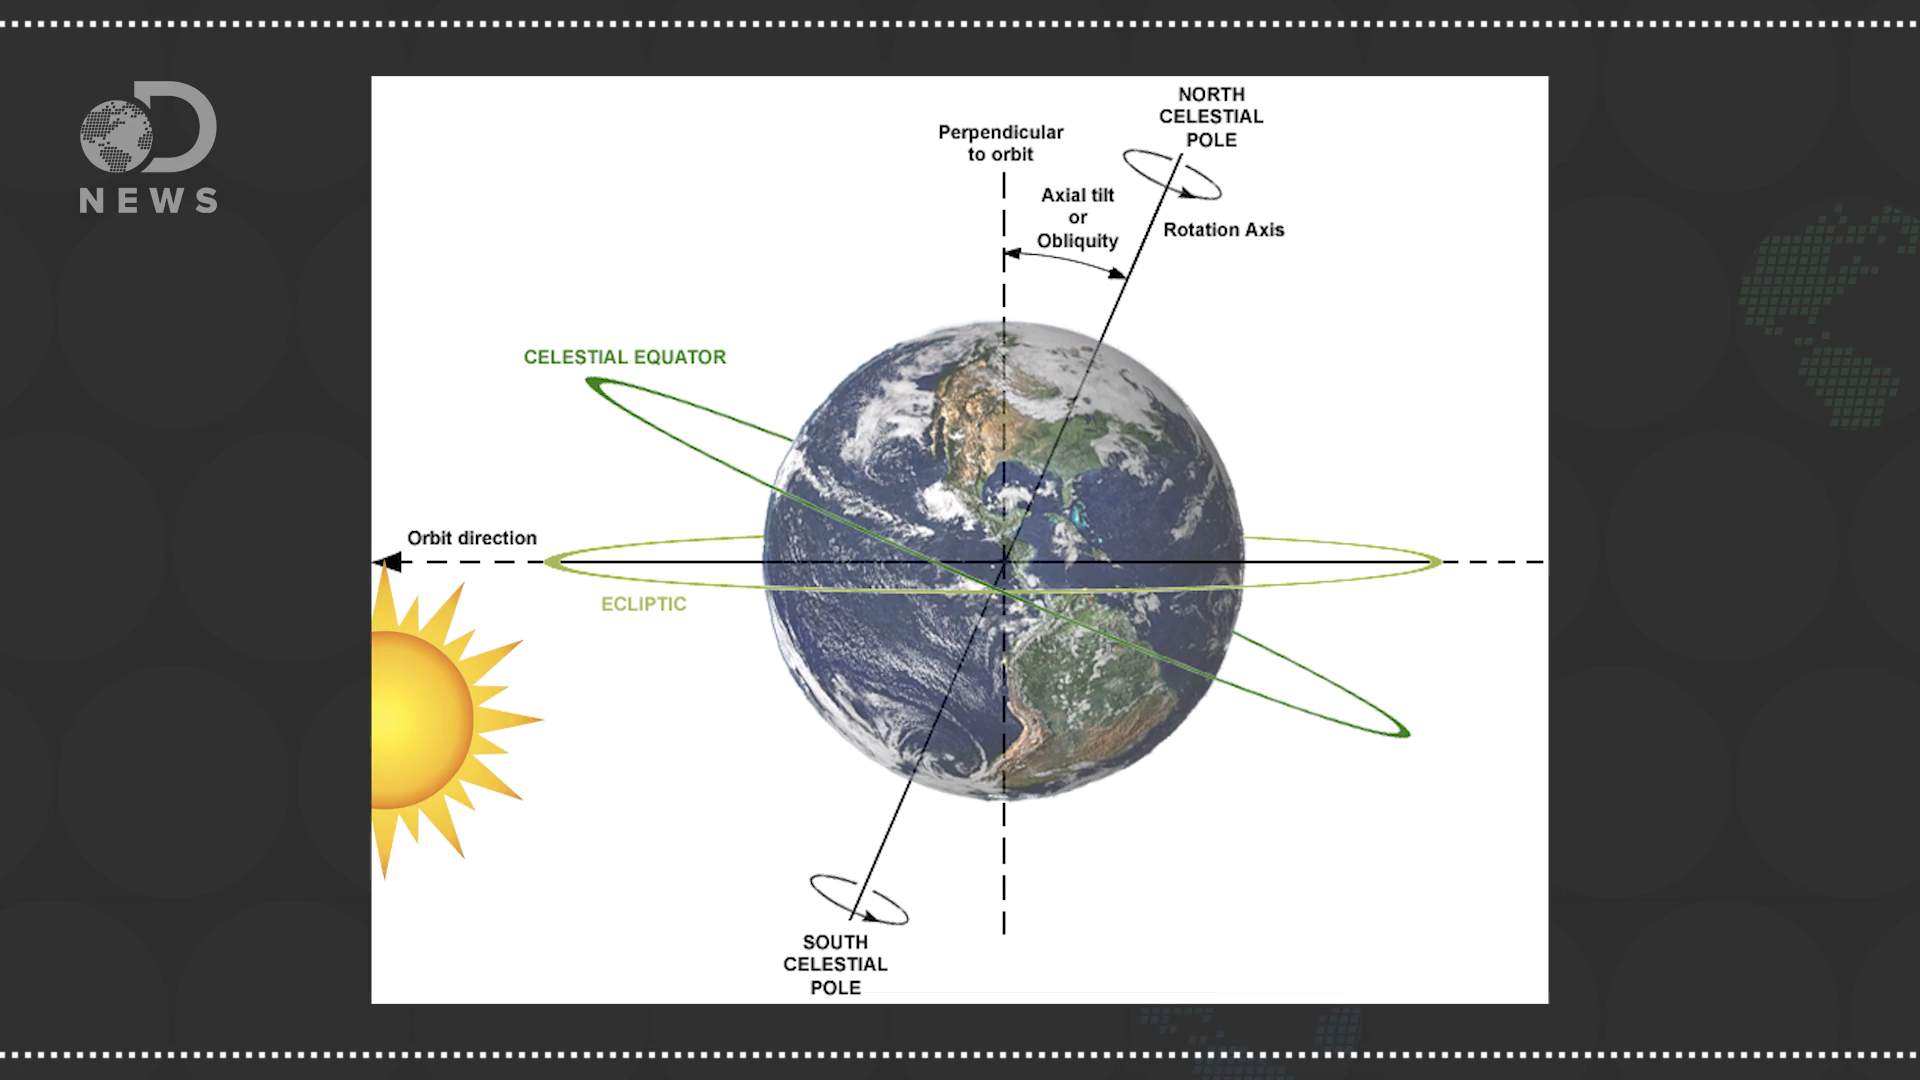 NEWS
NORTH
CELESTIAL
POLE
Perpendicular
to orbit
Axial tilt
or
Obliquity
Rotation Axis
CELESTIAL EQUATOR
Orbit direction
ECLIPTIC
SOUTH
CELESTIAL
POLE